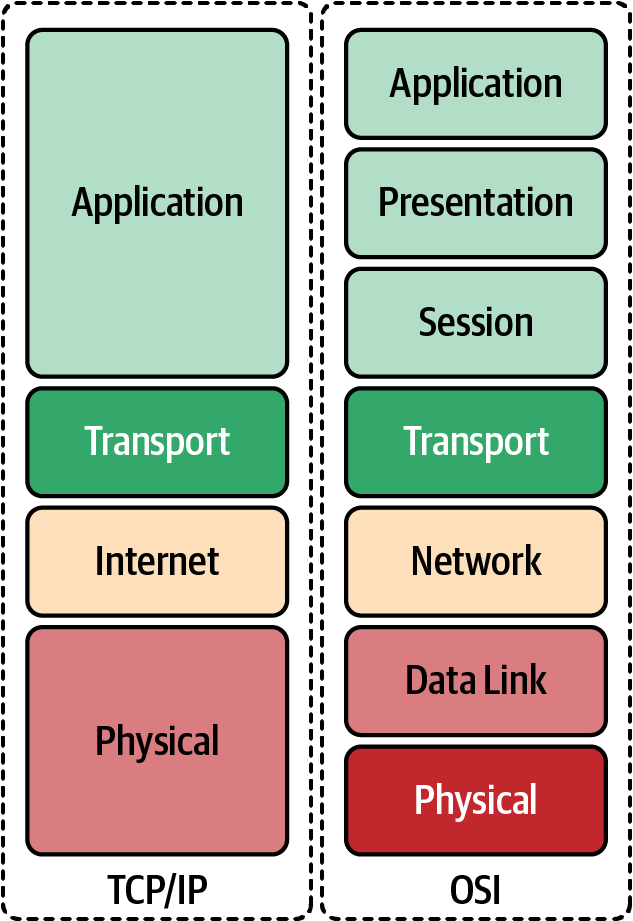 Application
Transport
Internet
Physical
TCP/IP
Application
Presentation
Session
Transport
Network
Data Link
Physical
OSI